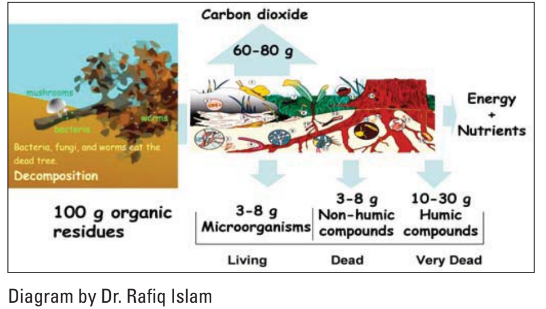 Carbon dioxide
60-80 g
mushrooms
bacteria
worms
Bacteria, fungi, and worms eat the
dead tree.
Decomposition
Energy
+
Nutrients
100 g organic
residues
3-8 g
Microorganisms
3-8 g
Non-humic
compounds
10-30 g
Humic
compounds
Living
Dead
Very Dead
Diagram by Dr. Rafiq Islam